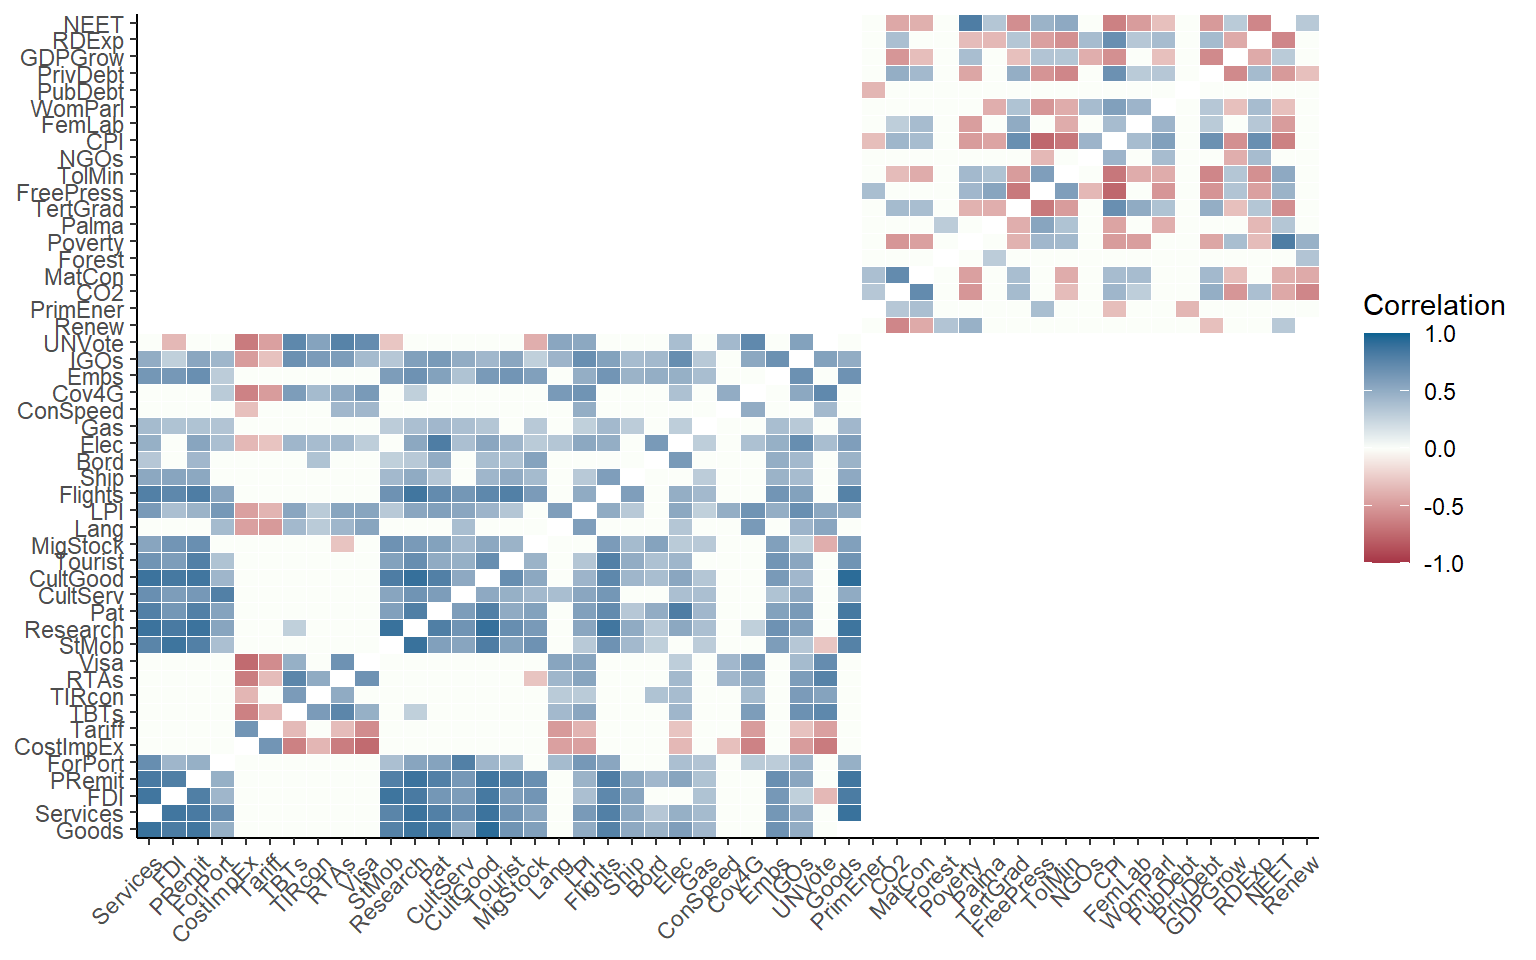 NEET
RDExp
GDPGrow
PrivDebt
PubDebt
WomParl
FemLab
CPI
NGOs
TolMin
FreePress
TertGrad
Palma
Poverty
Forest
MatCon
CO2
PrimEner
Renew
UNVote
IGOs
Embs
Cov4G
ConSpeed
Gas
Elec
Bord
Ship
Flights
LPI
Lang
MigStock
Tourist
CultGood
CultServ
Pat
Research
StMob
Visa
RTAs
TIRcon
TBTs
Tariff
CostImpEx
ForPort
PRemit
FDI
Services
Goods
Services
FDI
PRemit
ForPort
CostImpEx
Tariff
TBTs
TIRcon
RTAs
Visa
StMob
Research
Pat
CultServ
CultGood
Tourist
MigStock
Lang
LPI
Flights
Ship
Bord
Elec
Gas
ConSpeed
Cov4G
Embs
IGOs
UNVote
Goods
PrimEner
CO2
MatCon
Forest
Poverty
Palma
TertGrad
FreePress
TolMin
NGOs
CPI
FemLab
WomParl
PubDebt
PrivDebt
GDPGrow
RDExp
NEET
Renew
Correlation
1.0
0.5
0.0
-0.5
-1.0